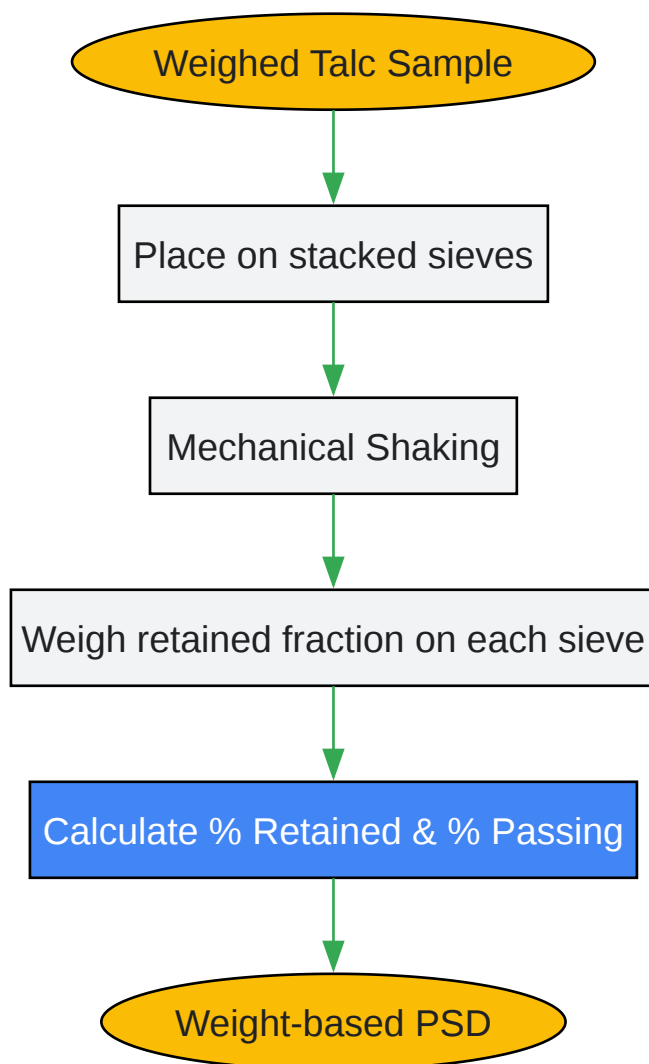 Weighed Talc Sample
Place on stacked sieves
Mechanical Shaking
Weigh retained fraction on each sieve
Calculate % Retained & % Passing
Weight-based PSD